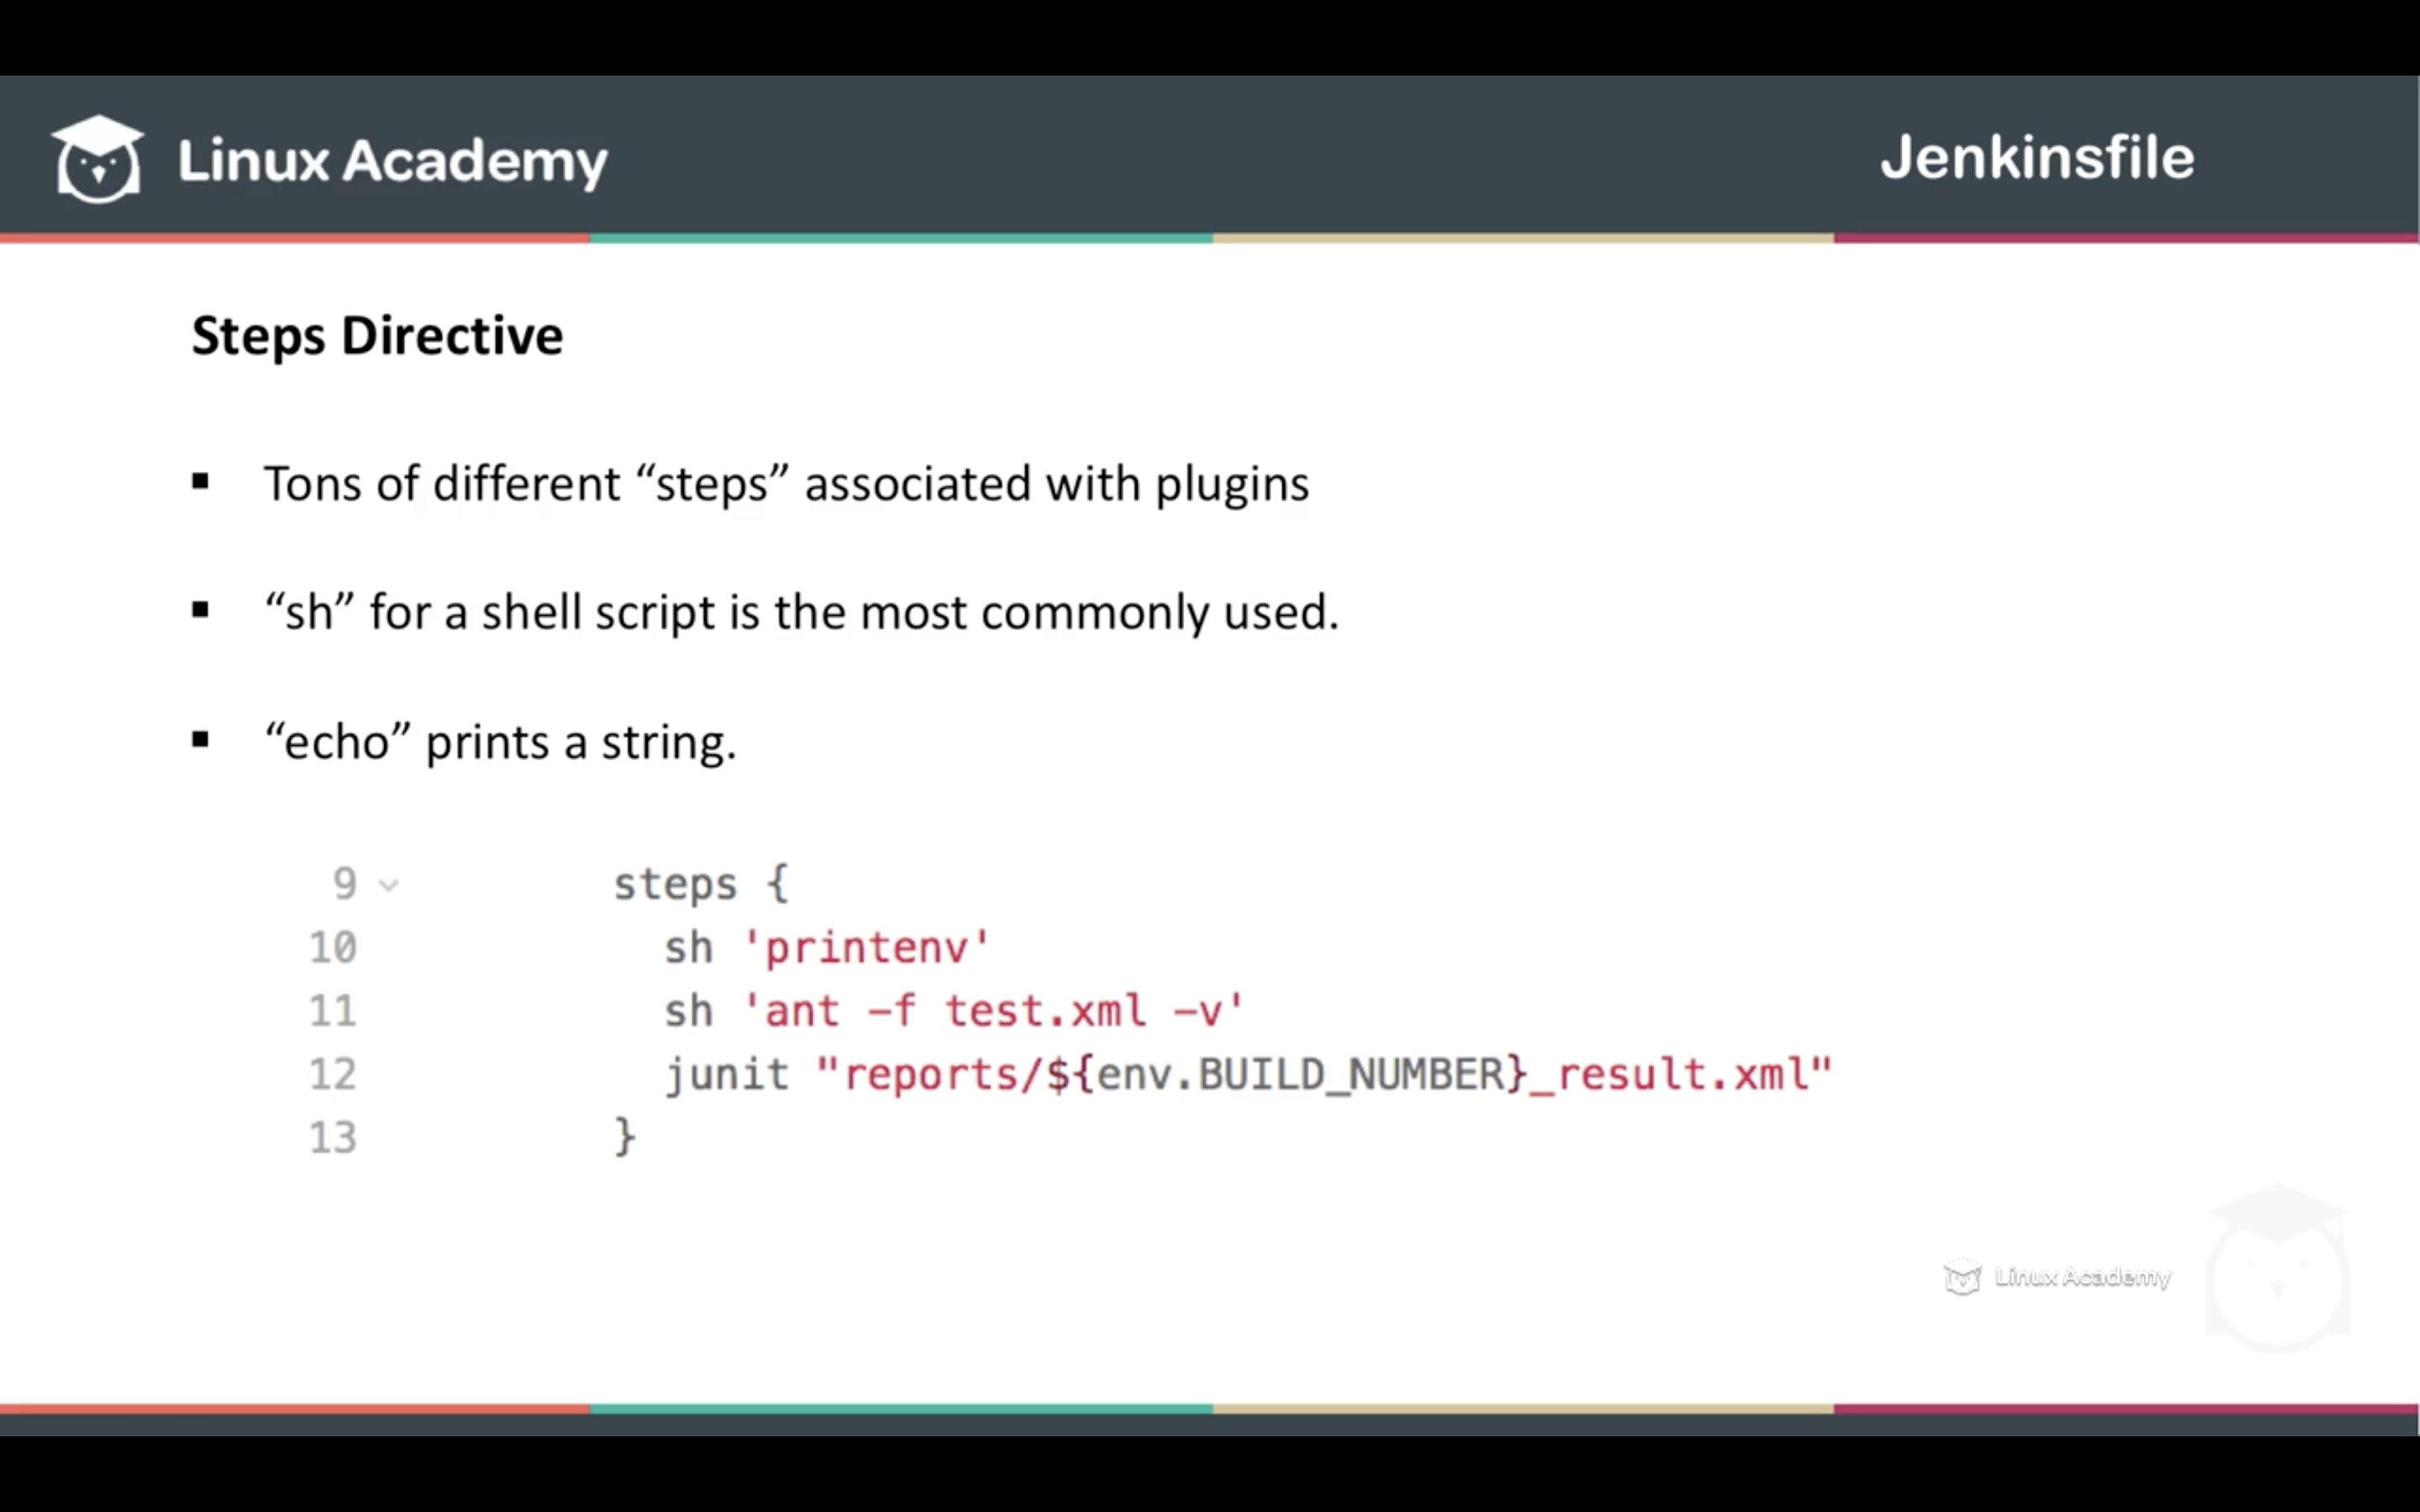 Linux Academy
Jenkinsfile
Steps Directive
▪ Tons of different “steps” associated with plugins
▪ “sh” for a shell script is the most commonly used.
▪ “echo” prints a string.
9 steps {
10 sh 'printenv'
11 sh 'ant –f test.xml –v'
12 junit "reports/${env.BUILD_NUMBER}_result.xml"
13 }
Linux Academy